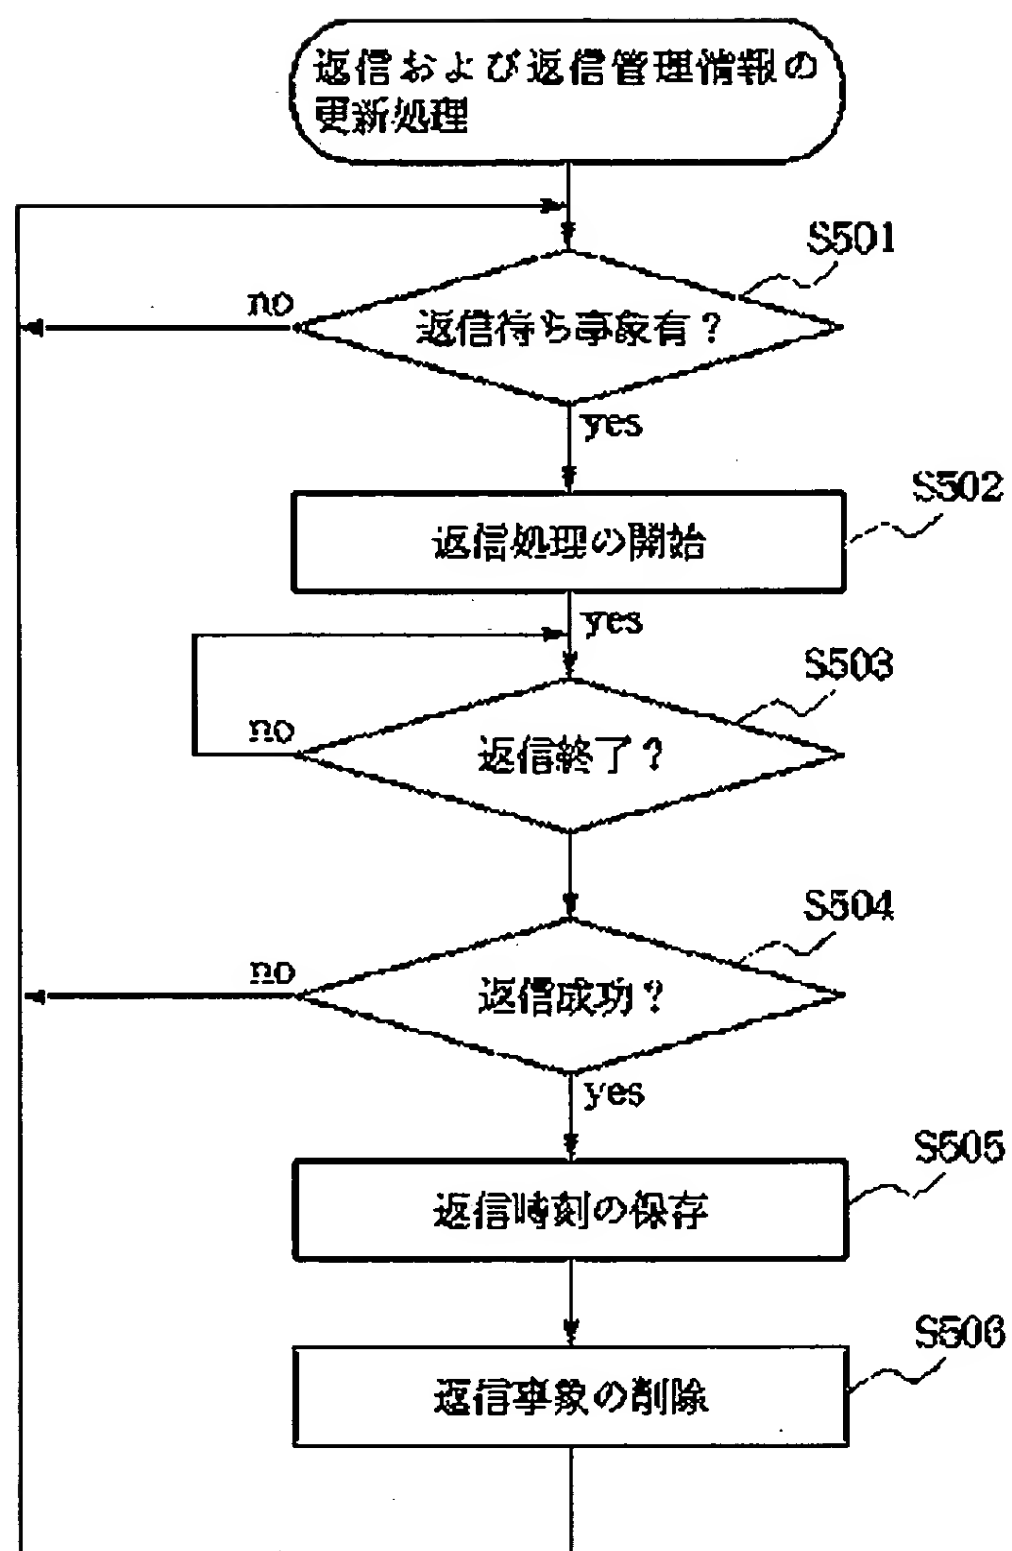 返信および返信管理情報の
更新処理
S501
no
返信待ち事象有？
yes
S502
返信処理の開始
yes
S503
no
返信終了？
S504
no
返信成功？
yes
S505
返信時刻の保存
S506
返信事象の削除